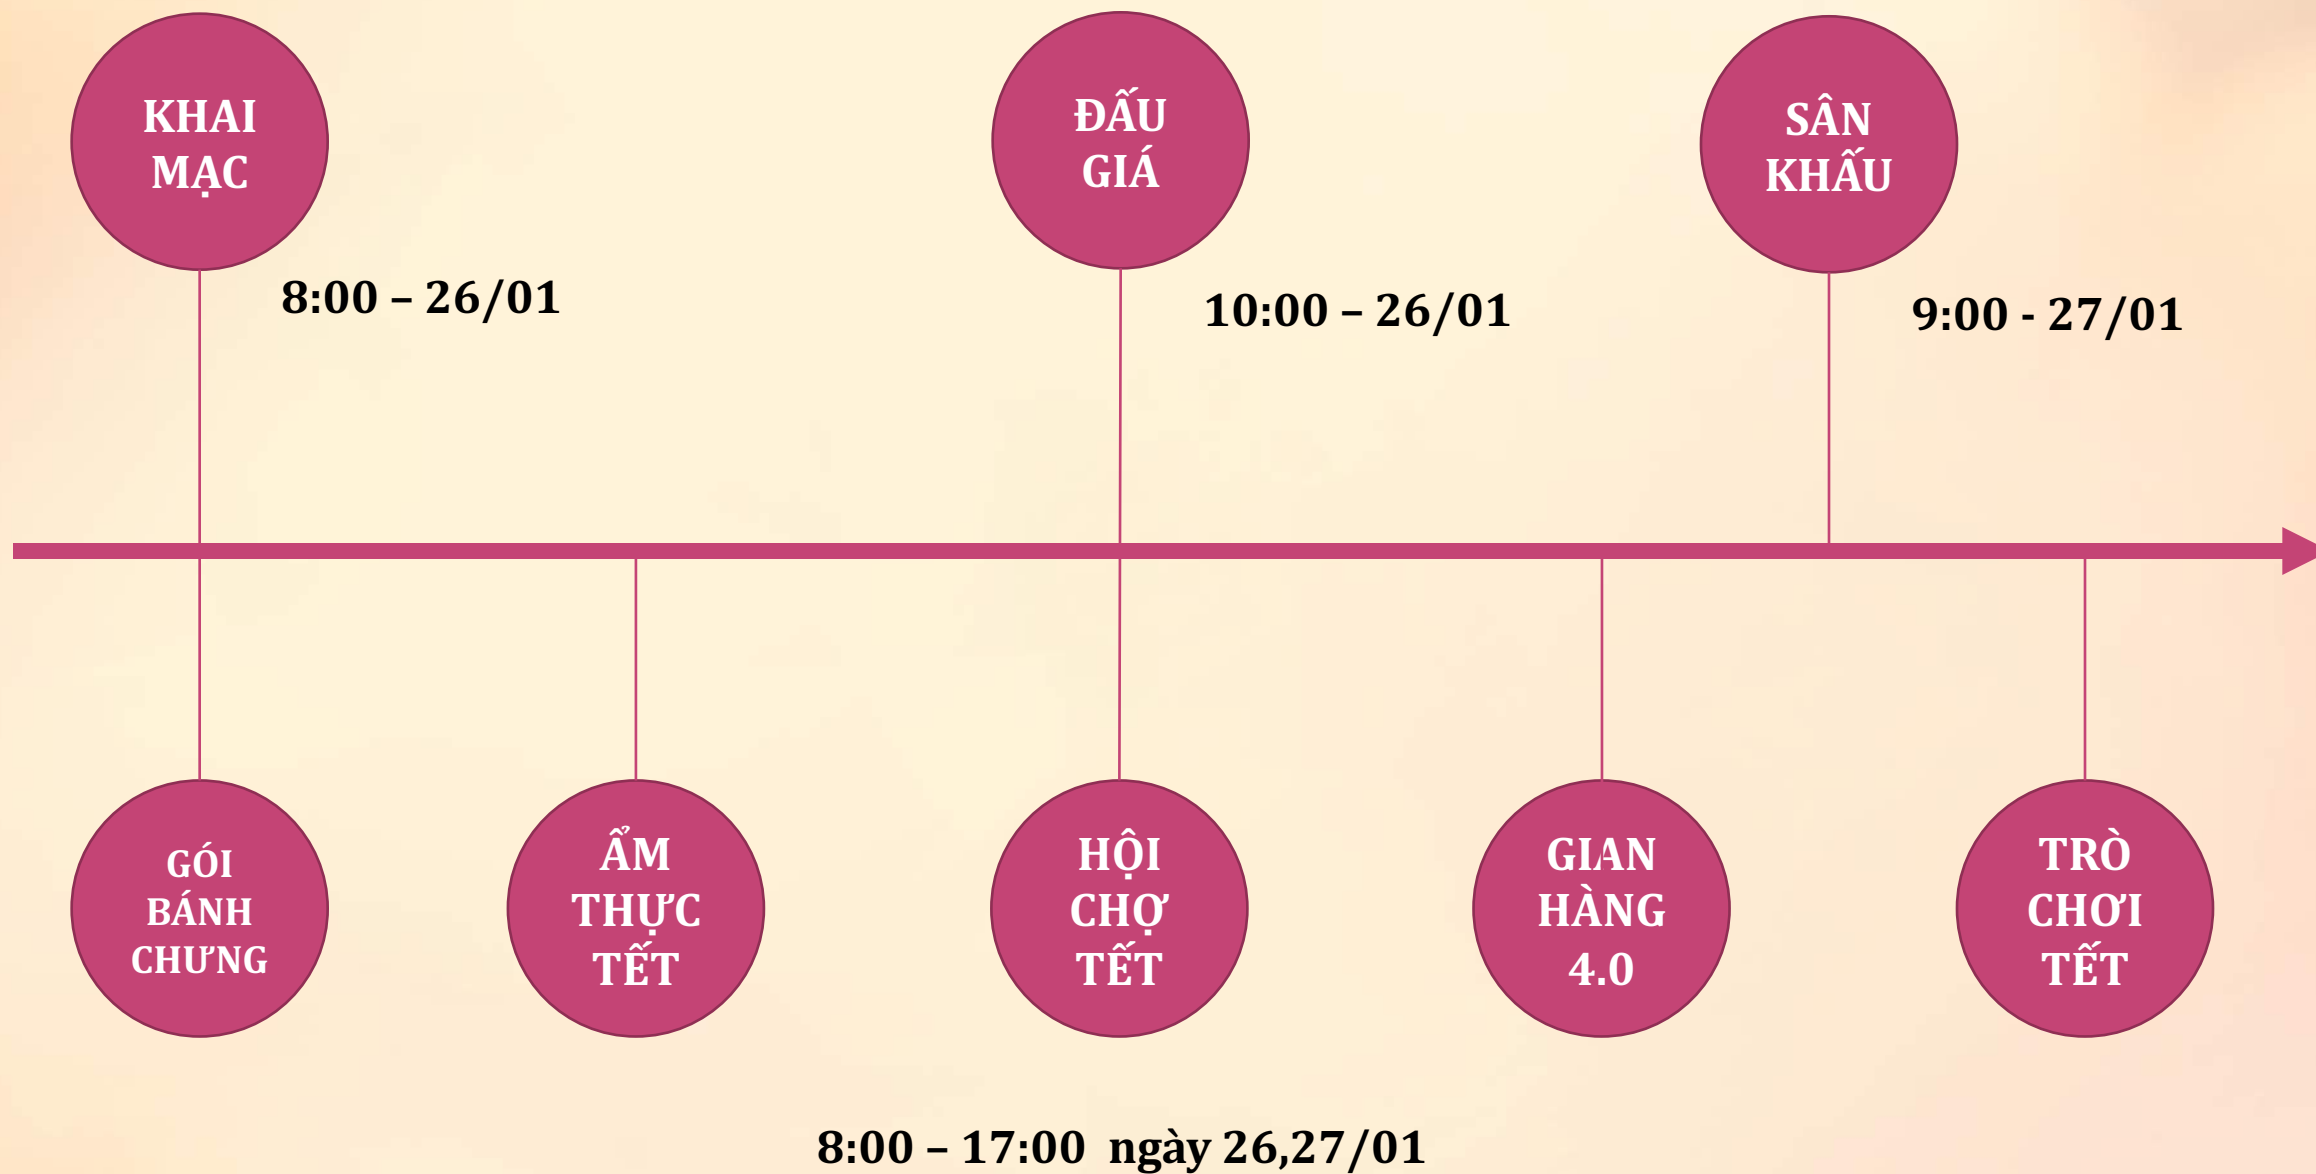 KHAI
MẠC
8:00 – 26/01
ĐẤU
GIÁ
10:00 – 26/01
SÂN
KHẤU
9:00 - 27/01
GÓI
BÁNH
CHƯNG
ẨM
THỰC
TẾT
HỘI
CHỢ
TẾT
GIAN
HÀNG
4.0
TRÒ
CHƠI
TẾT
8:00 – 17:00 ngày 26,27/01